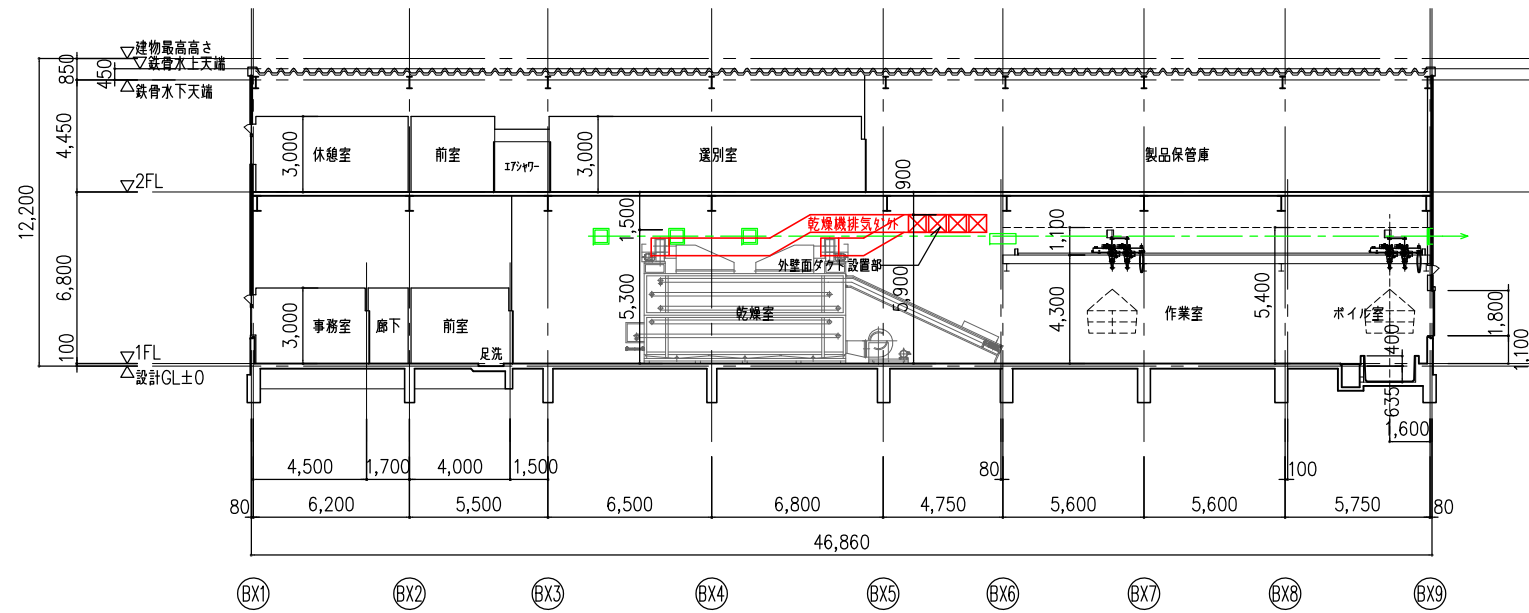 建物最高高さ
鉄骨水上天端
鉄骨水下天端
850
450
4,450
12,200
2FL
6,800
100
1FL
設計GL±0
3,000
休憩室
前室
エアシャワー
3,000
選別室
製品保管庫
900
1,500
乾燥機排気ダクト
外壁面ダクト設置部
5,300
乾燥室
5,900
1,100
4,300
5,400
作業室
ボイル室
1,800
1,100
400
635
1,600
3,000
事務室
廊下
前室
足洗
4,500
1,700
4,000
1,500
80
100
80
6,200
5,500
6,500
6,800
4,750
5,600
5,600
5,750
80
46,860
BX1
BX2
BX3
BX4
BX5
BX6
BX7
BX8
BX9